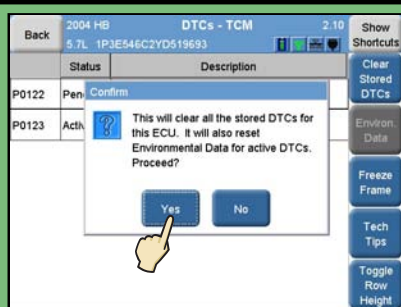 Back
2004 HB DTCs - TCM 2.10
5.7L 1P3E546C2YD519693
Show
Shortcuts
Status Description
Clear
Stored
DTCs
P0122 Pen
Confirm
This will clear all the stored DTCs for
this ECU. It will also reset
Environmental Data for active DTCs.
Proceed?
Yes No
P0123 Activ
Environ.
Data
Freeze
Frame
Tech
Tips
Toggle
Row
Height